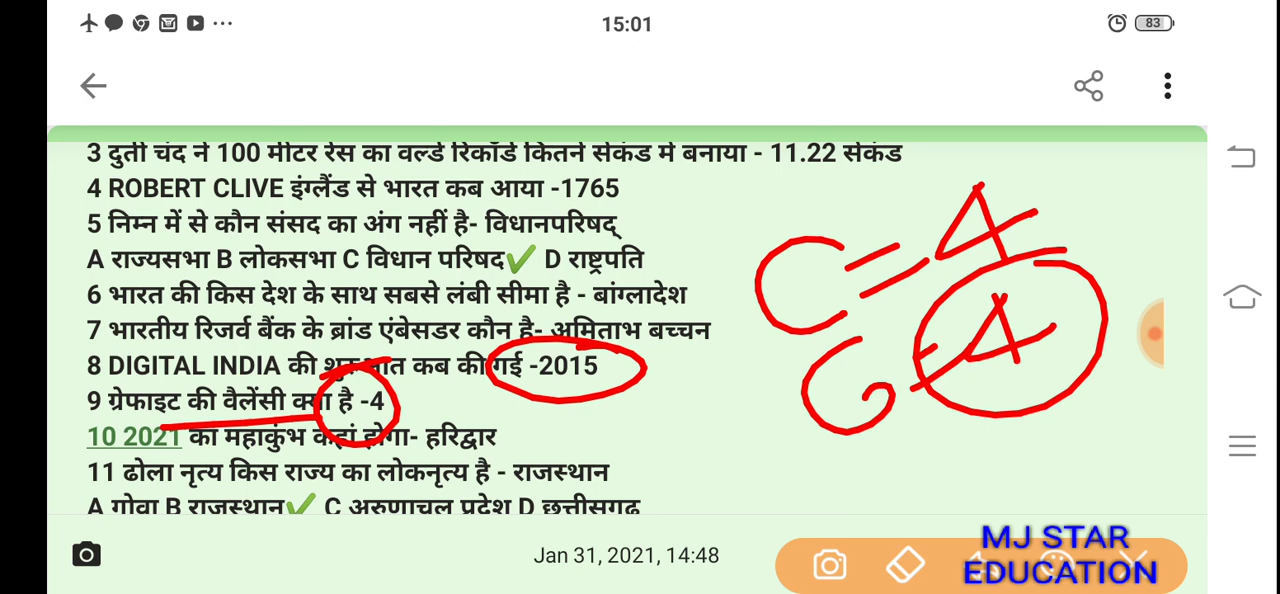 15:01
83
3 दुती चंद ने 100 मीटर रेस का वर्ल्ड रिकॉर्ड कितने सेकंड में बनाया - 11.22 सेकंड
4 ROBERT CLIVE इंग्लैंड से भारत कब आया -1765
5 निम्न में से कौन संसद का अंग नहीं है- विधानपरिषद्
A राज्यसभा B लोकसभा C विधान परिषद✅ D राष्ट्रपति
6 भारत की किस देश के साथ सबसे लंबी सीमा है - बांग्लादेश
7 भारतीय रिजर्व बैंक के ब्रांड एंबेसडर कौन है- अमिताभ बच्चन
8 DIGITAL INDIA की शुरुआत कब की गई -2015
9 ग्रेफाइट की वैलेंसी क्या है -4
10 2021 का महाकुंभ कहां होगा- हरिद्वार
11 ढोला नृत्य किस राज्य का लोकनृत्य है - राजस्थान
A गोवा B राजस्थान✅ C अरुणाचल प्रदेश D छत्तीसगढ़
C=4
4
Jan 31, 2021, 14:48
MJ STAR
EDUCATION